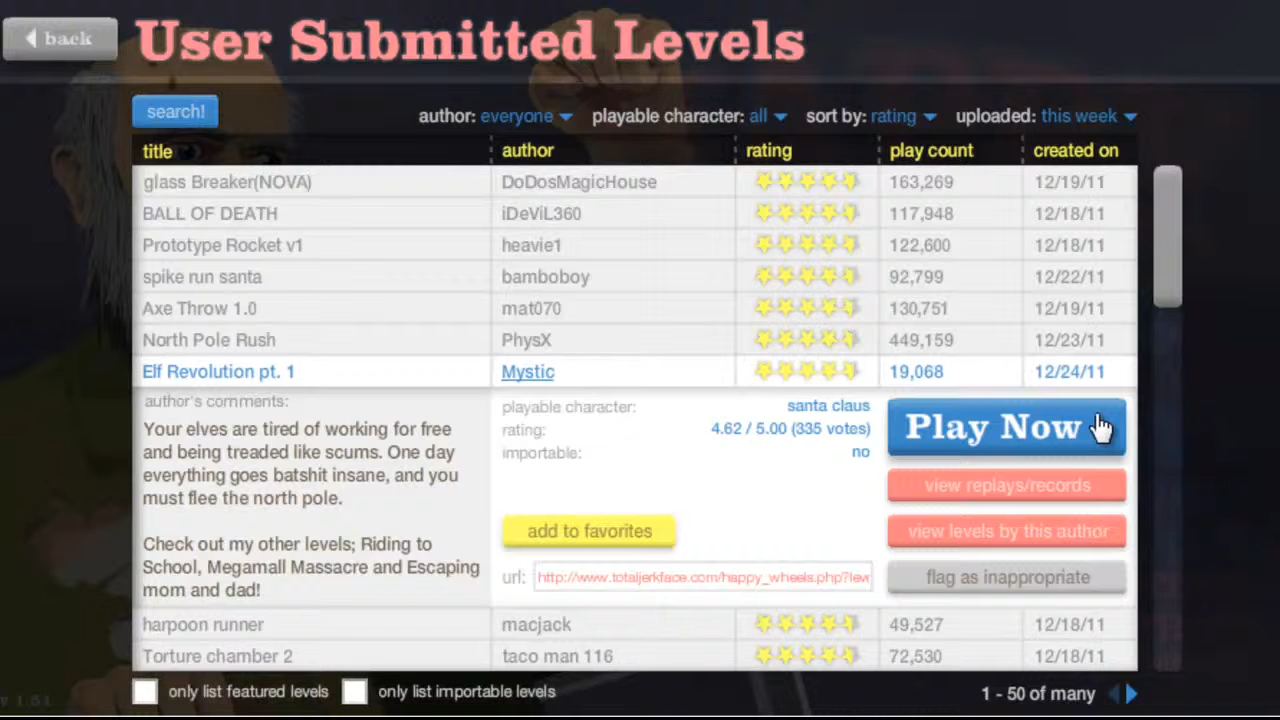 back
User Submitted Levels
search!
author: everyone playable character: all sort by: rating uploaded: this week
title author rating play count created on
glass Breaker(NOVA) DoDosMagicHouse 163,269 12/19/11
BALL OF DEATH iDeViL360 117,948 12/18/11
Prototype Rocket v1 heavie1 122,600 12/18/11
spike run santa bamboboy 92,799 12/22/11
Axe Throw 1.0 mat070 130,751 12/19/11
North Pole Rush PhysX 449,159 12/23/11
Elf Revolution pt. 1 Mystic 19,068 12/24/11
author's comments:
Your elves are tired of working for free
and being treaded like scums. One day
everything goes batshit insane, and you
must flee the north pole.
Check out my other levels; Riding to
School, Megamall Massacre and Escaping
mom and dad!
playable character: santa claus
rating: 4.62 / 5.00 (335 votes)
importable: no
add to favorites
url: http://www.totaljerkface.com/happy_wheels.php?leve
Play Now
view replays/records
view levels by this author
flag as inappropriate
harpoon runner macjack 49,527 12/18/11
Torture chamber 2 taco man 116 72,530 12/18/11
only list featured levels only list importable levels 1 - 50 of many
v 1.51